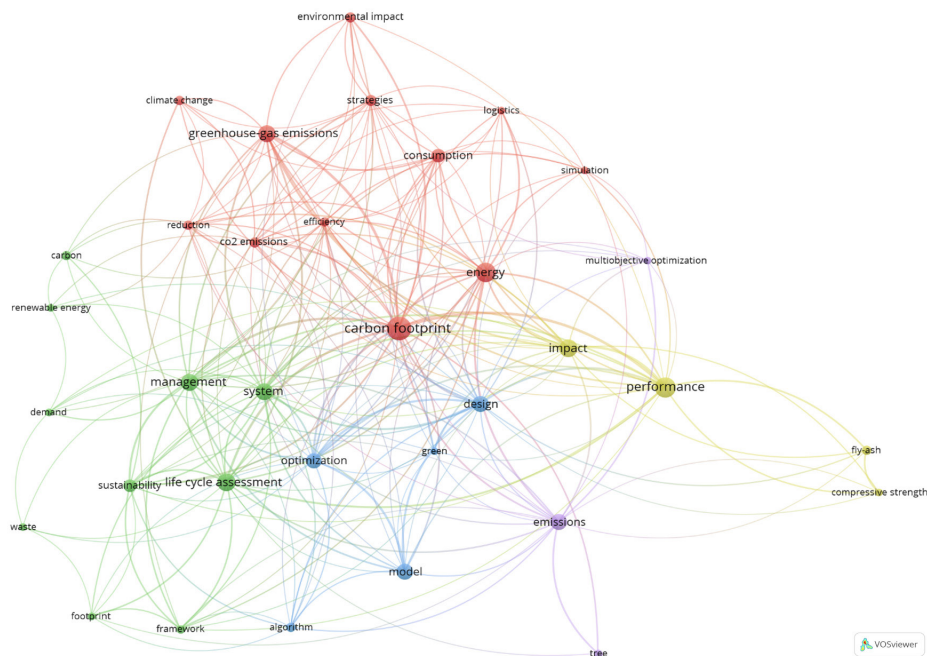 environmental impact
climate change
strategies
logistics
greenhouse-gas emissions
consumption
simulation
reduction
efficiency
co2 emissions
carbon
multiobjective optimization
energy
renewable energy
carbon footprint
impact
management
performance
system
demand
design
green
fly-ash
optimization
sustainability
life cycle assessment
compressive strength
waste
emissions
model
footprint
framework
algorithm
tree
VOSviewer